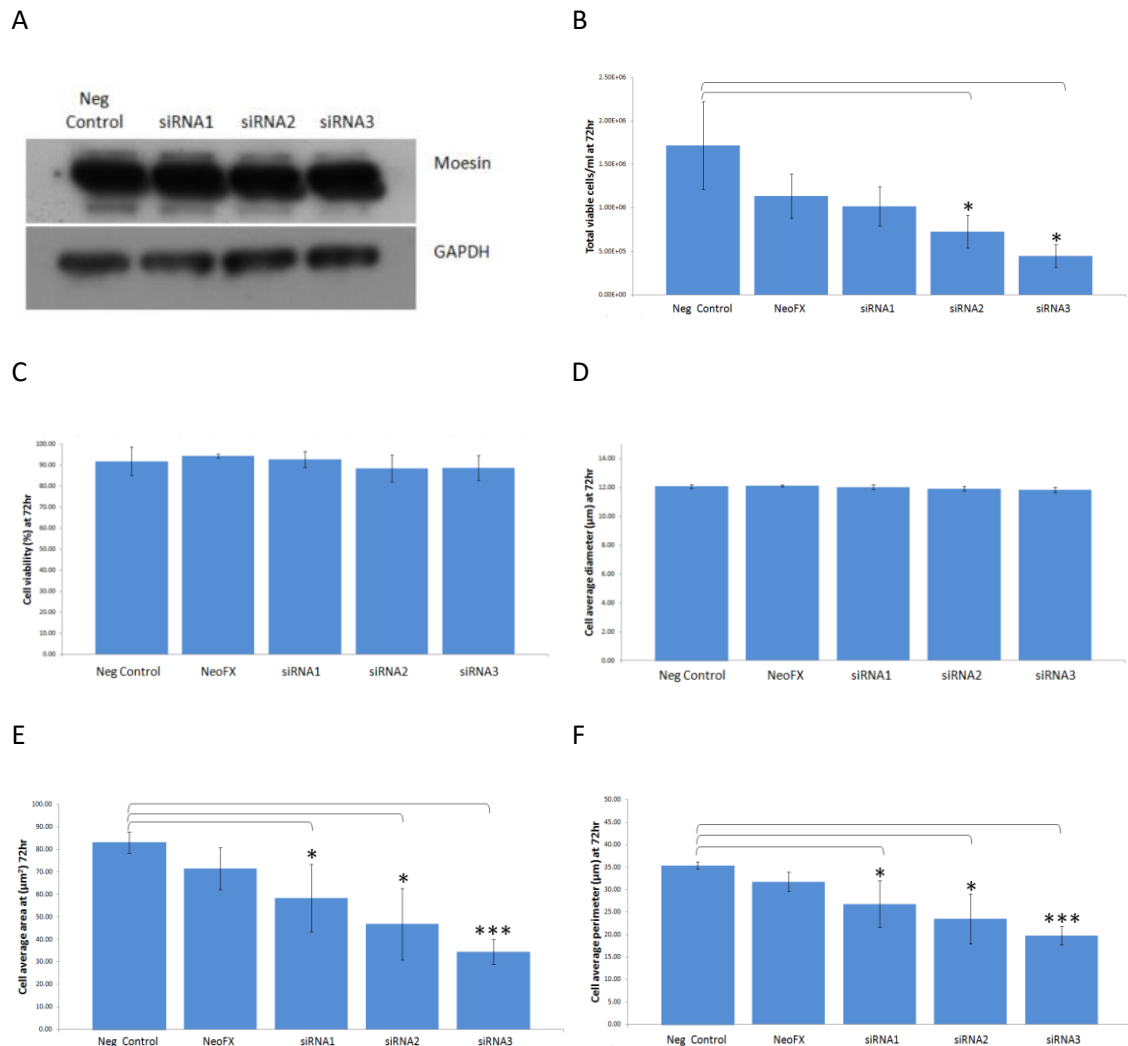 A
Neg
Control
siRNA1
siRNA2
siRNA3
Moesin
GAPDH
B
Total viable cells/ml at 72hr
2.50E+06
2.00E+06
1.50E+06
1.00E+06
5.00E+05
0.00E+00
*
*
Neg Control
NeoFX
siRNA1
siRNA2
siRNA3
C
Cell viability (%) at 72hr
100.00
90.00
80.00
70.00
60.00
50.00
40.00
30.00
20.00
10.00
0.00
Neg Control
NeoFX
siRNA1
siRNA2
siRNA3
D
Cell average diameter (µm) at 72hr
14.00
12.00
10.00
8.00
6.00
4.00
2.00
0.00
Neg Control
NeoFX
siRNA1
siRNA2
siRNA3
E
Cell average area at (µm²) 72hr
100.00
90.00
80.00
70.00
60.00
50.00
40.00
30.00
20.00
10.00
0.00
*
*
***
Neg Control
NeoFX
siRNA1
siRNA2
siRNA3
F
Cell average perimeter (µm) at 72hr
50.00
45.00
40.00
35.00
30.00
25.00
20.00
15.00
10.00
5.00
0.00
*
*
***
Neg Control
NeoFX
siRNA1
siRNA2
siRNA3